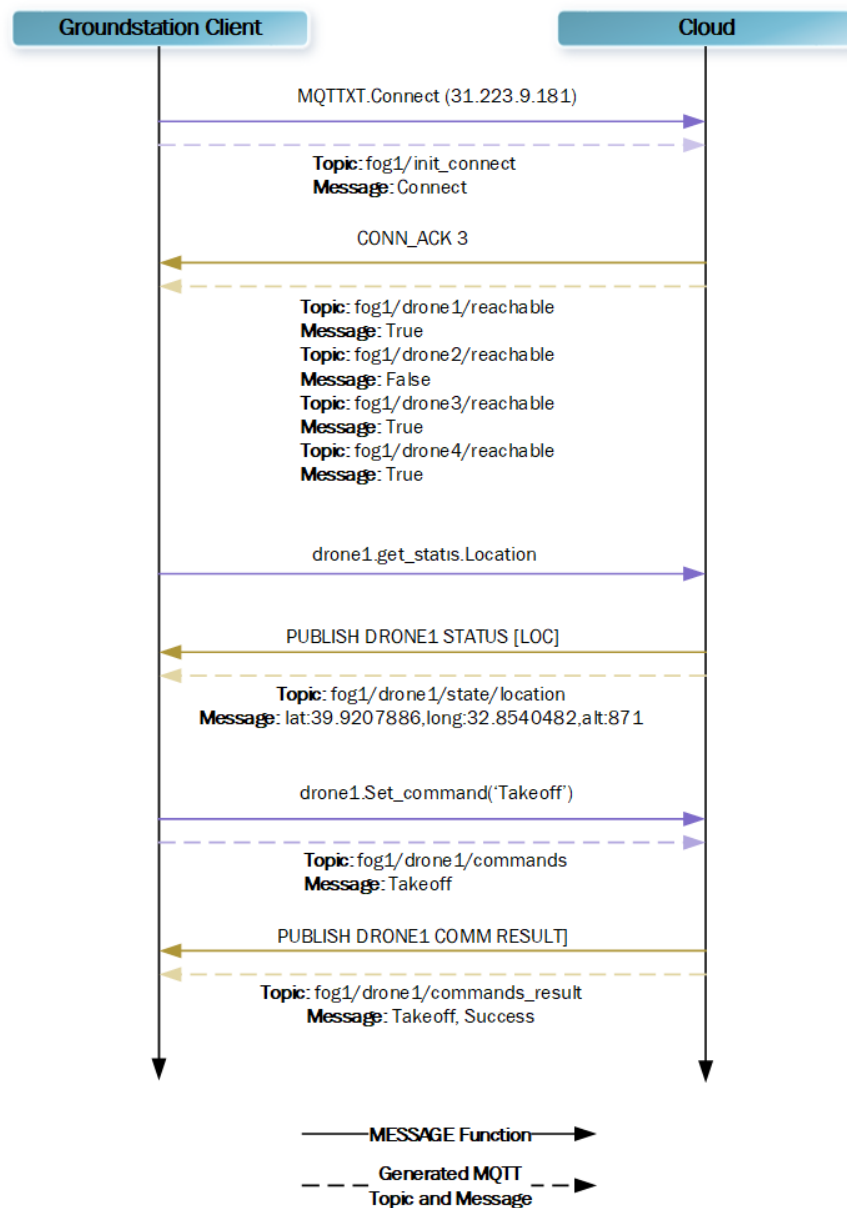 Groundstation Client
Cloud
MQTTXT.Connect (31.223.9.181)
Topic: fog1/init_connect
Message: Connect
CONN_ACK 3
Topic: fog1/drone1/reachable
Message: True
Topic: fog1/drone2/reachable
Message: False
Topic: fog1/drone3/reachable
Message: True
Topic: fog1/drone4/reachable
Message: True
drone1.get_statis.Location
PUBLISH DRONE1 STATUS [LOC]
Topic: fog1/drone1/state/location
Message: lat:39.9207886,long:32.8540482,alt:871
drone1.Set_command(‘Takeoff’)
Topic: fog1/drone1/commands
Message: Takeoff
PUBLISH DRONE1 COMM RESULT]
Topic: fog1/drone1/commands_result
Message: Takeoff, Success
MESSAGE Function
Generated MQTT
Topic and Message